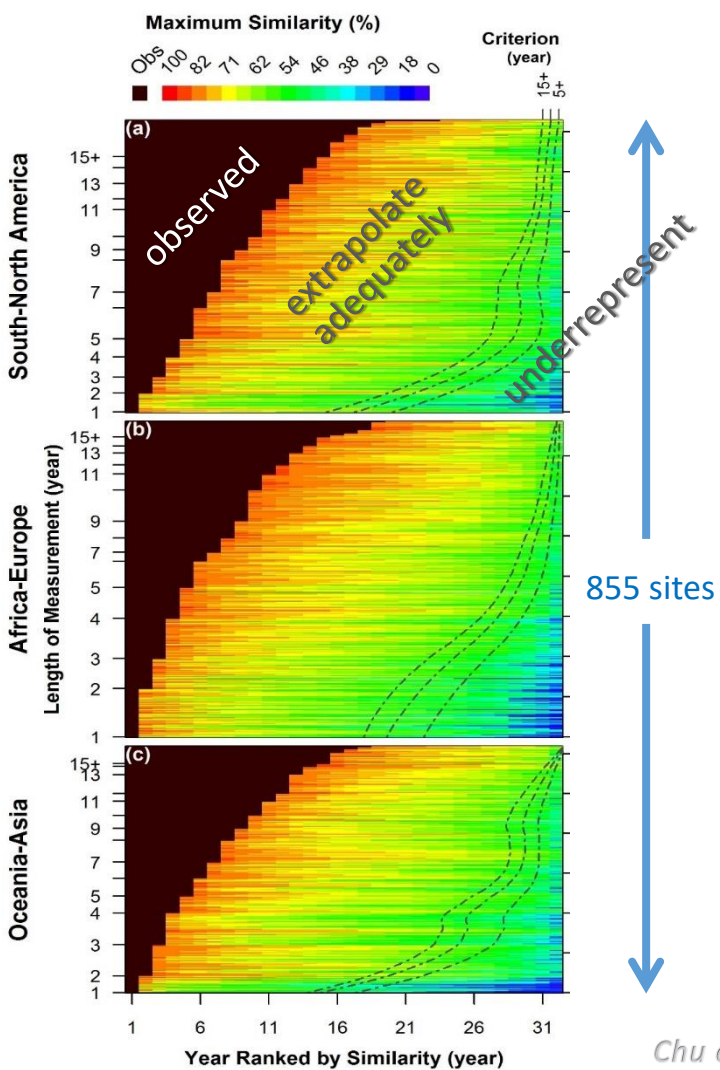 Maximum Similarity (%)
Obs 100 82 71 62 54 46 38 29 18 0
Criterion
(year)
15+
5+
South-North America
(a)
15+
13
11
9
7
5
4
3
2
1
observed
extrapolate
adequately
underrepresent
Africa-Europe
Length of Measurement (year)
(b)
15+
13
11
9
7
5
4
3
2
1
855 sites
Oceania-Asia
(c)
15+
13
11
9
7
5
4
3
2
1
1 6 11 16 21 26 31
Year Ranked by Similarity (year)
Chu